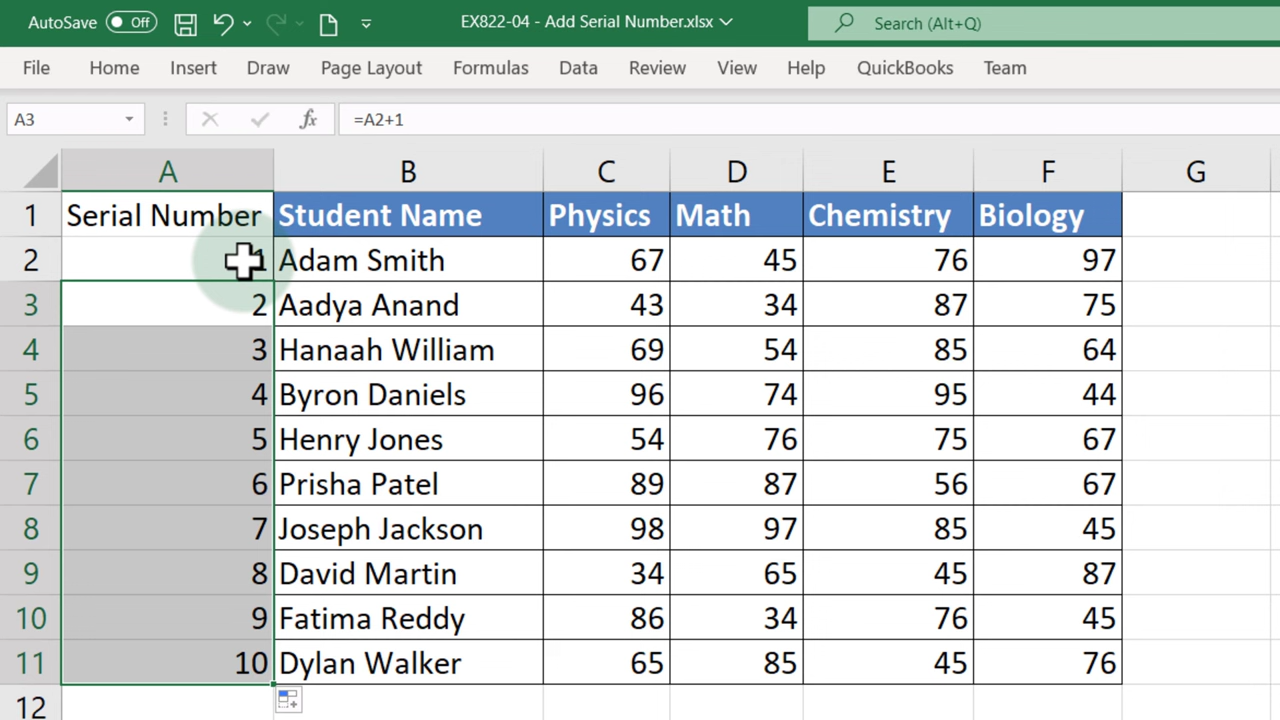 AutoSave Off EX822-04 - Add Serial Number.xlsx Search (Alt+Q)
File Home Insert Draw Page Layout Formulas Data Review View Help QuickBooks Team
A3 fx =A2+1
A B C D E F G
1 Serial Number Student Name Physics Math Chemistry Biology
2 1 Adam Smith 67 45 76 97
3 2 Aadya Anand 43 34 87 75
4 3 Hanaah William 69 54 85 64
5 4 Byron Daniels 96 74 95 44
6 5 Henry Jones 54 76 75 67
7 6 Prisha Patel 89 87 56 67
8 7 Joseph Jackson 98 97 85 45
9 8 David Martin 34 65 45 87
10 9 Fatima Reddy 86 34 76 45
11 10 Dylan Walker 65 85 45 76
12